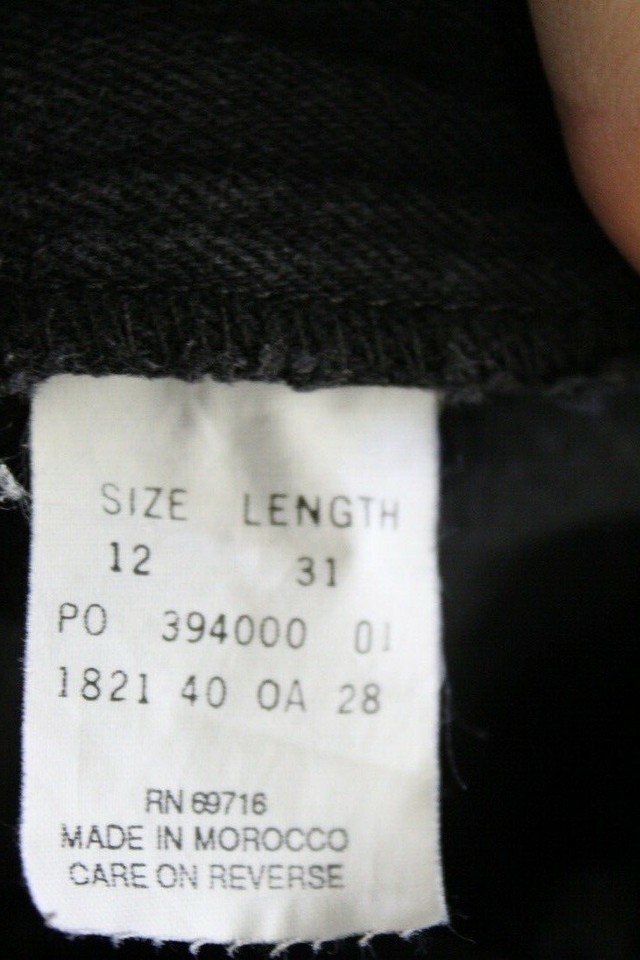 SIZE LENGTH
12 31
PO 394000 01
1821 40 OA 28
RN 69716
MADE IN MOROCCO
CARE ON REVERSE